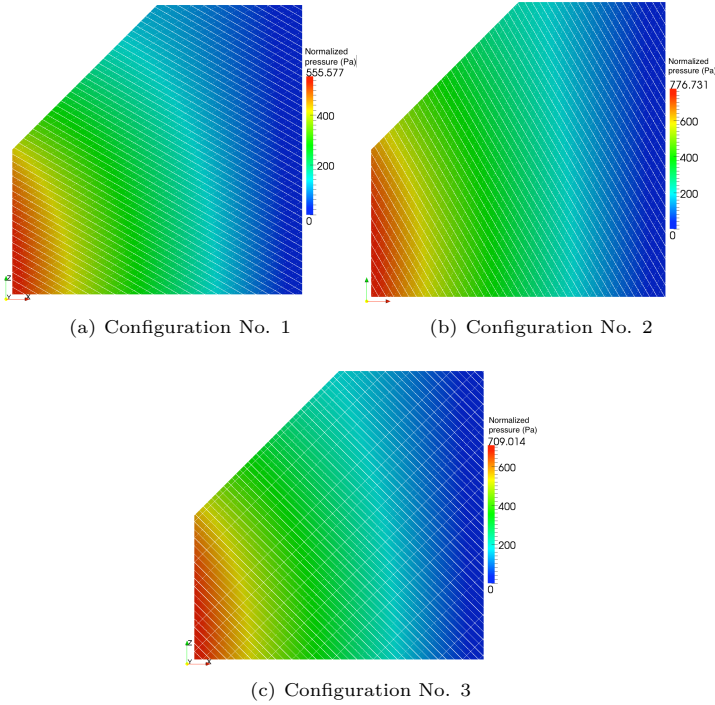 Normalized
pressure (Pa)
555.577
400
200
0
Z
Y X
(a) Configuration No. 1
Normalized
pressure (Pa)
776.731
600
400
200
0
(b) Configuration No. 2
Normalized
pressure (Pa)
709.014
600
400
200
0
Z
Y X
(c) Configuration No. 3